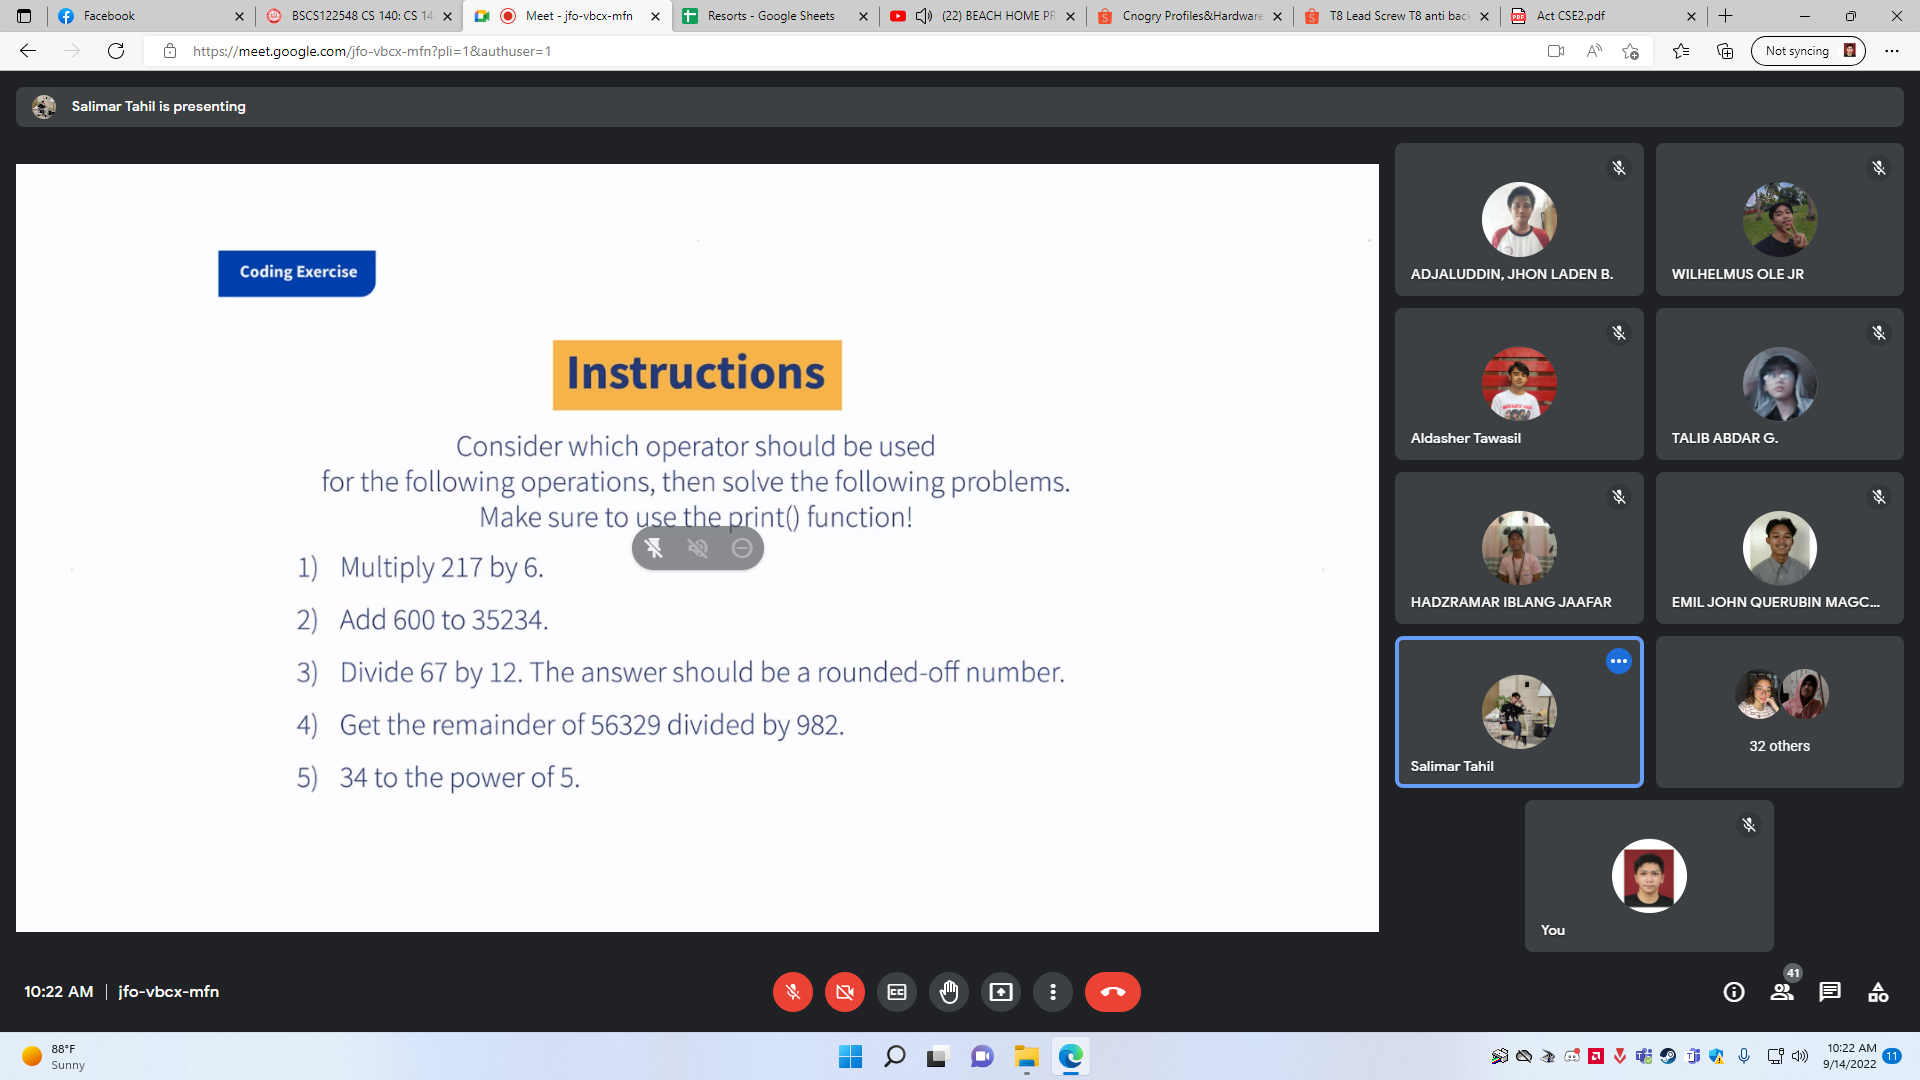 Facebook
BSCS122548 CS 140: CS 14
Meet - jfo-vbcx-mfn
Resorts - Google Sheets
(22) BEACH HOME PR
Cnogry Profiles&Hardware
T8 Lead Screw T8 anti back
Act CSE2.pdf
https://meet.google.com/jfo-vbcx-mfn?pli=1&authuser=1
Not syncing
Salimar Tahil is presenting
Coding Exercise
Instructions
Consider which operator should be used
for the following operations, then solve the following problems.
Make sure to use the print() function!
1) Multiply 217 by 6.
2) Add 600 to 35234.
3) Divide 67 by 12. The answer should be a rounded-off number.
4) Get the remainder of 56329 divided by 982.
5) 34 to the power of 5.
ADJALUDDIN, JHON LADEN B.
WILHELMUS OLE JR
Aldasher Tawasil
TALIB ABDAR G.
HADZRAMAR IBLANG JAAFAR
EMIL JOHN QUERUBIN MAGC...
Salimar Tahil
32 others
You
10:22 AM | jfo-vbcx-mfn
41
88°F
Sunny
10:22 AM
9/14/2022
11